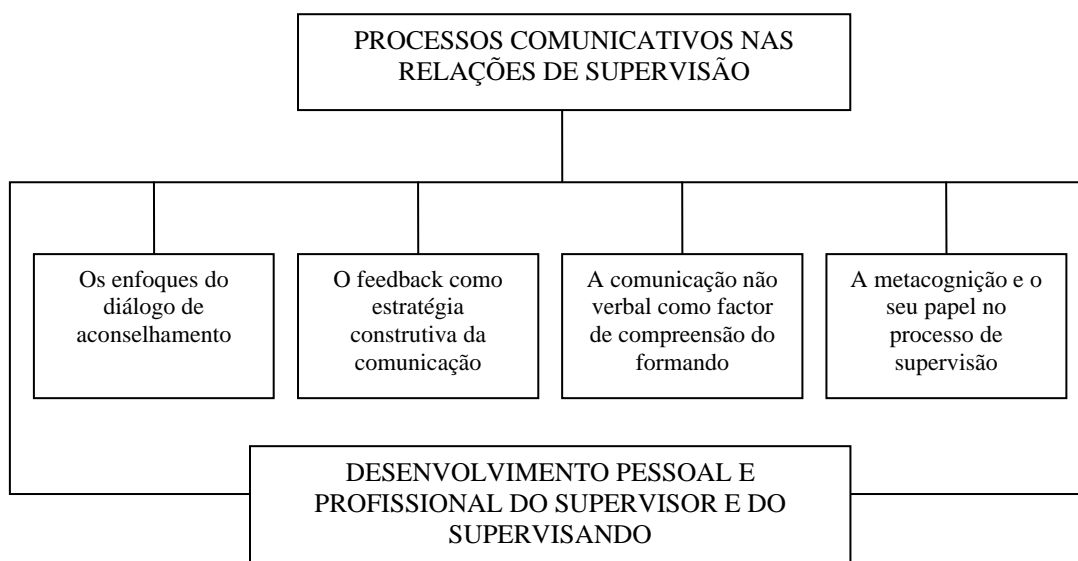 PROCESSOS COMUNICATIVOS NAS
RELAÇÕES DE SUPERVISÃO
Os enfoques do
diálogo de
aconselhamento
O feedback como
estratégia
construtiva da
comunicação
A comunicação não
verbal como factor
de compreensão do
formando
A metacognição e o
seu papel no
processo de
supervisão
DESENVOLVIMENTO PESSOAL E
PROFISSIONAL DO SUPERVISOR E DO
SUPERVISANDO